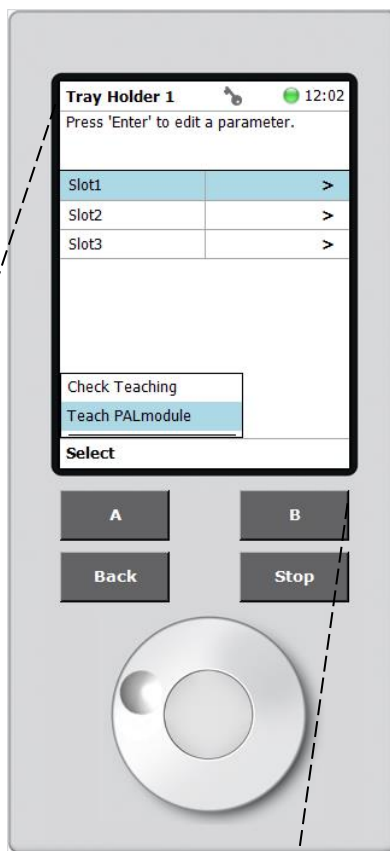 Tray Holder 1 12:02
Press 'Enter' to edit a parameter.
Slot1 >
Slot2 >
Slot3 >
Check Teaching
Teach PALmodule
Select
A B
Back Stop